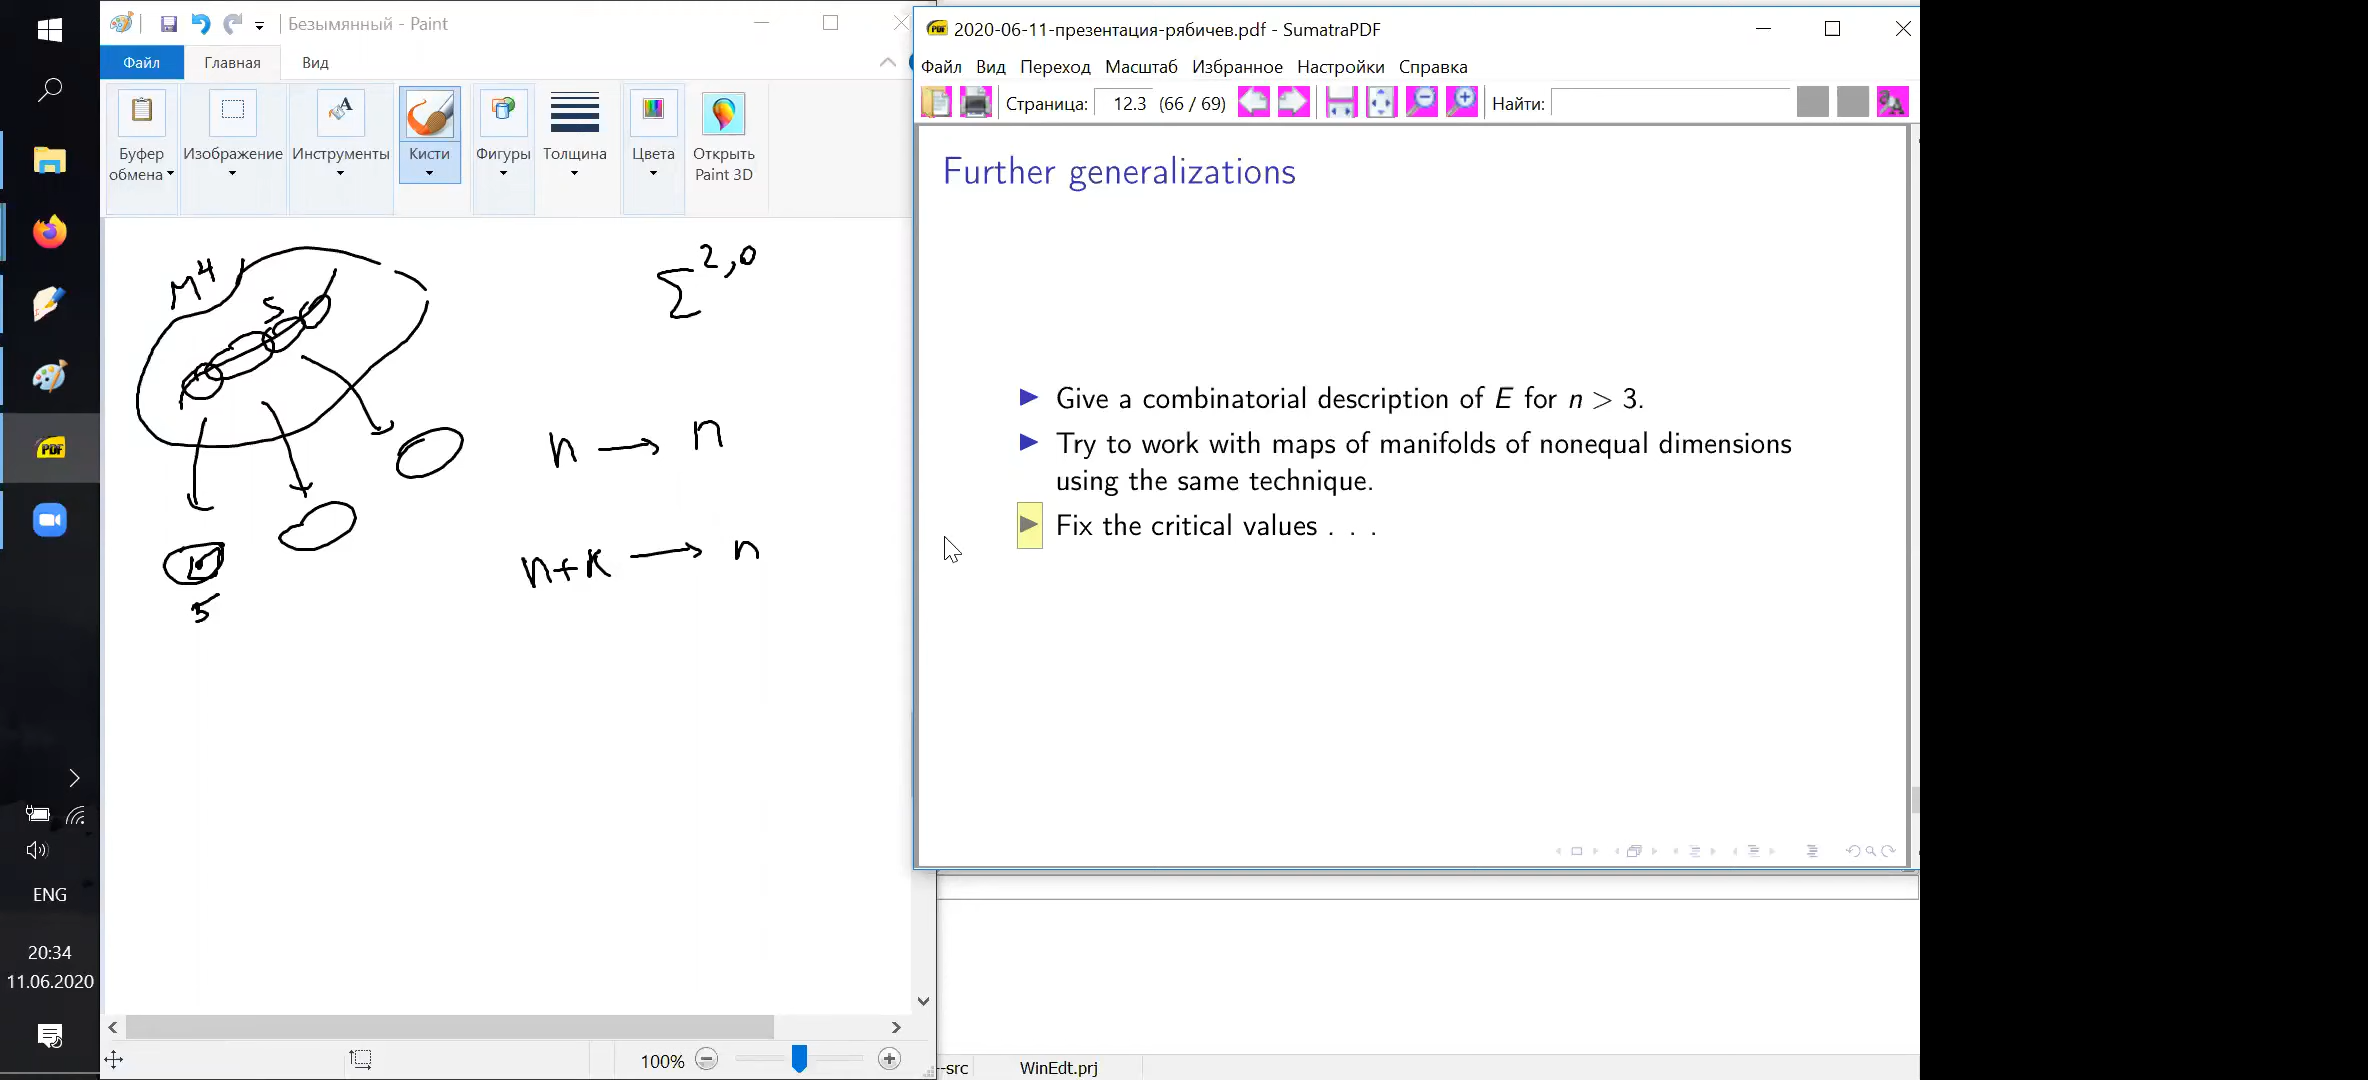 Безымянный - Paint
Файл Главная Вид
Буфер обмена
Изображение
Инструменты
Кисти
Фигуры
Толщина
Цвета
Открыть Paint 3D
M⁴
S
5
Σ²,⁰
n → n
n+k → n
100%
2020-06-11-презентация-рябичев.pdf - SumatraPDF
Файл Вид Переход Масштаб Избранное Настройки Справка
Страница: 12.3 (66 / 69) Найти:
Further generalizations
Give a combinatorial description of E for n > 3.
Try to work with maps of manifolds of nonequal dimensions
using the same technique.
Fix the critical values . . .
-src WinEdt.prj
ENG
20:34
11.06.2020